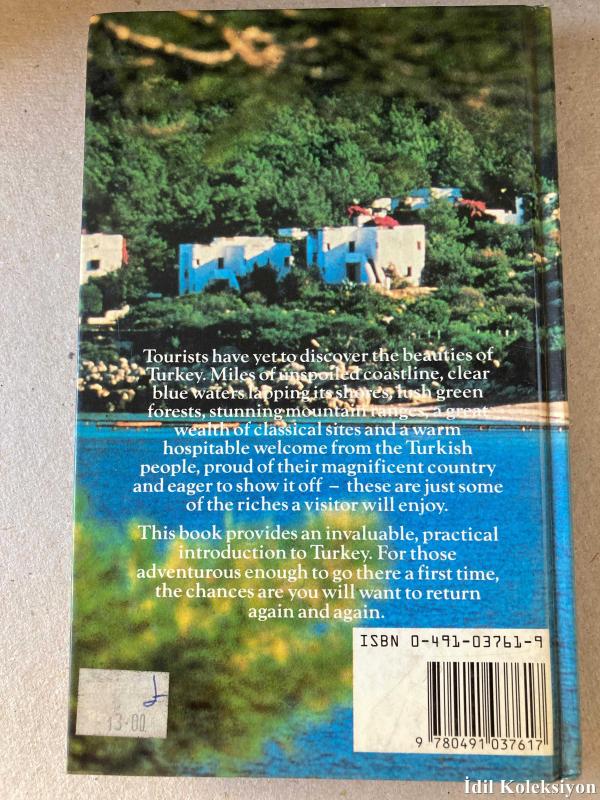 Tourists have yet to discover the beauties of
Turkey. Miles of unspoiled coastline, clear
blue waters lapping its shores, lush green
forests, stunning mountain ranges, a great
wealth of classical sites and a warm
hospitable welcome from the Turkish
people, proud of their magnificent country
and eager to show it off – these are just some
of the riches a visitor will enjoy.
This book provides an invaluable, practical
introduction to Turkey. For those
adventurous enough to go there a first time,
the chances are you will want to return
again and again.
ISBN 0-491-03761-9
9 780491 037617
İdil Koleksiyon